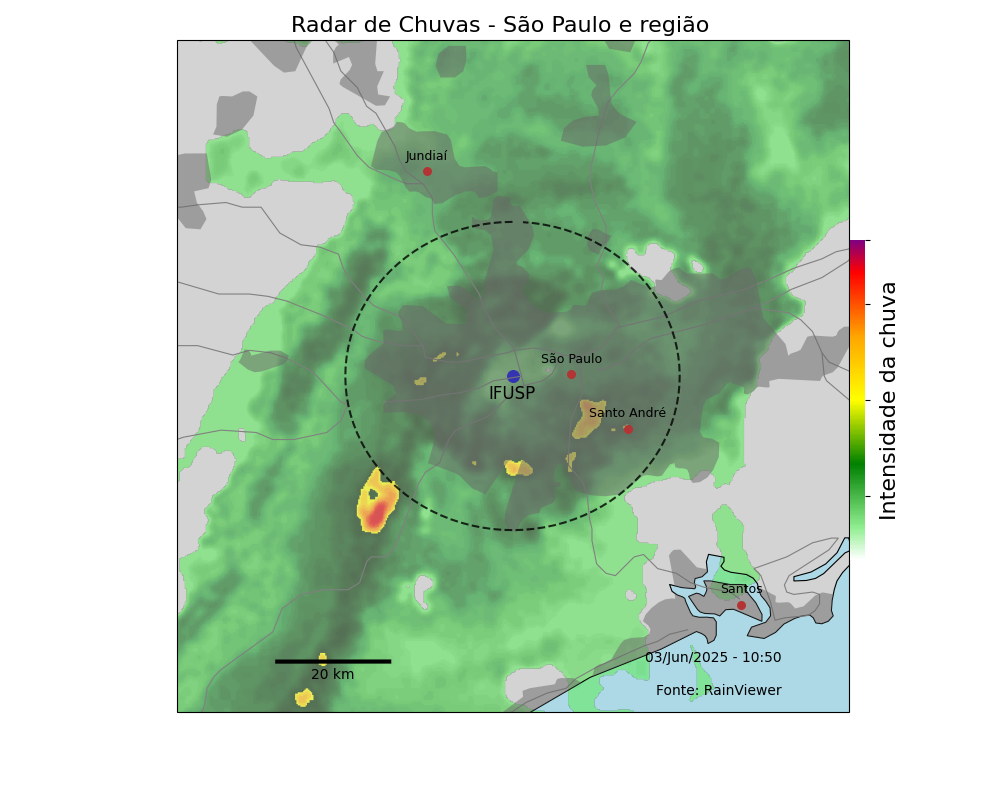 Radar de Chuvas - São Paulo e região
Jundiaí
São Paulo
IFUSP
Santo André
Intensidade da chuva
Santos
03/Jun/2025 - 10:50
20 km
Fonte: RainViewer